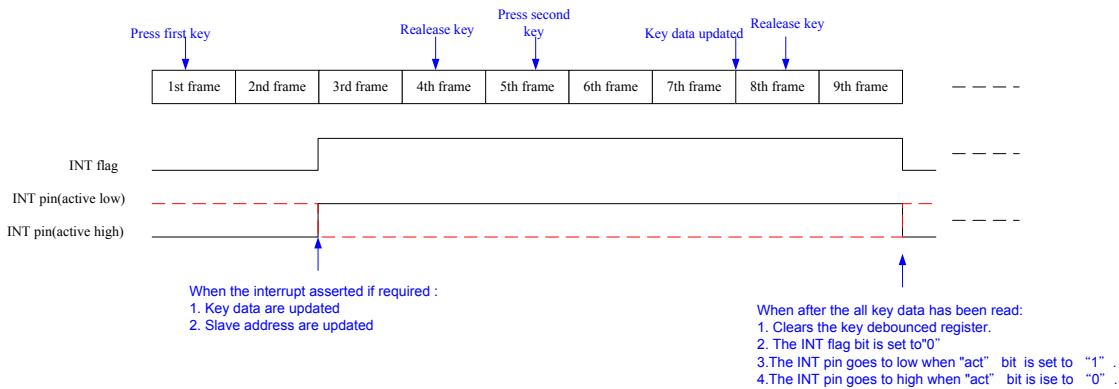 Press first key
Realease key
Press second
key
Key data updated
Realease key
1st frame
2nd frame
3rd frame
4th frame
5th frame
6th frame
7th frame
8th frame
9th frame
INT flag
INT pin(active low)
INT pin(active high)
When the interrupt asserted if required :
1. Key data are updated
2. Slave address are updated
When after the all key data has been read:
1. Clears the key debounced register.
2. The INT flag bit is set to"0”
3.The INT pin goes to low when "act” bit is set to “1” .
4.The INT pin goes to high when "act” bit is ise to “0” .